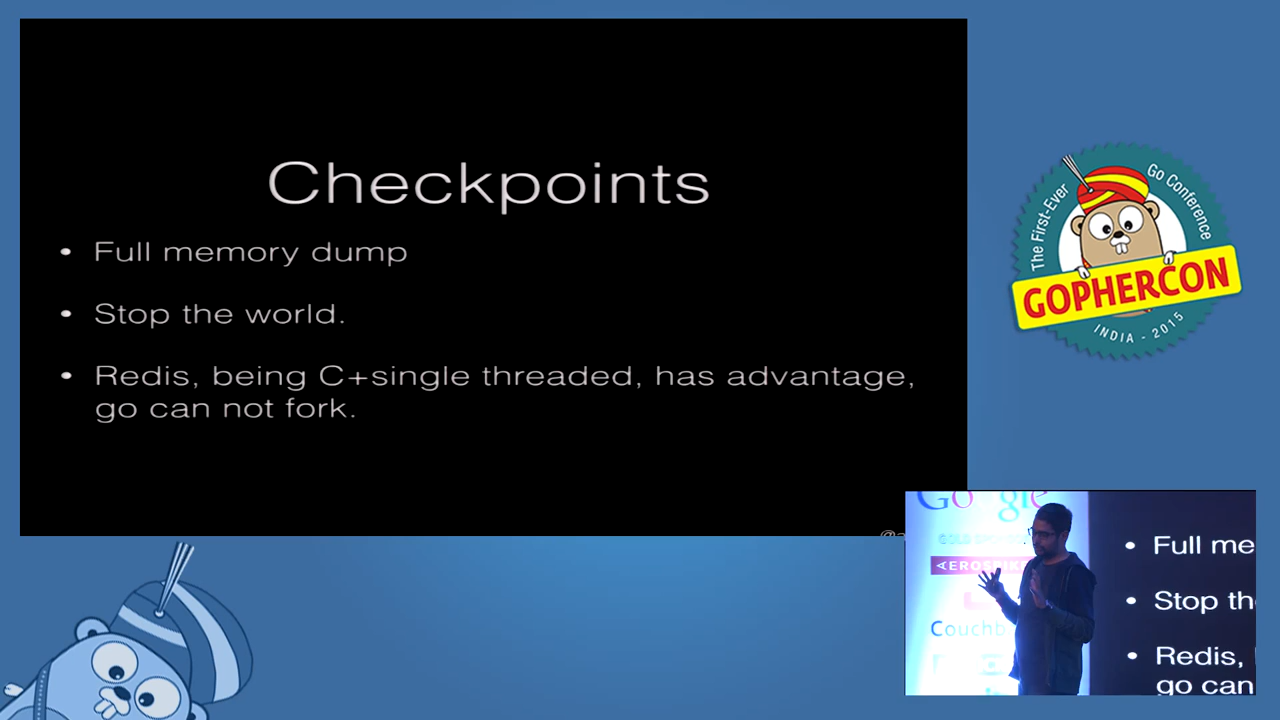 Checkpoints
• Full memory dump
• Stop the world.
• Redis, being C+single threaded, has advantage,
go can not fork.
The First-Ever Go Conference
GOPHERCON
INDIA - 2015
Google
AEROSPIKE
Couchb
• Full me
• Stop th
• Redis,
go can